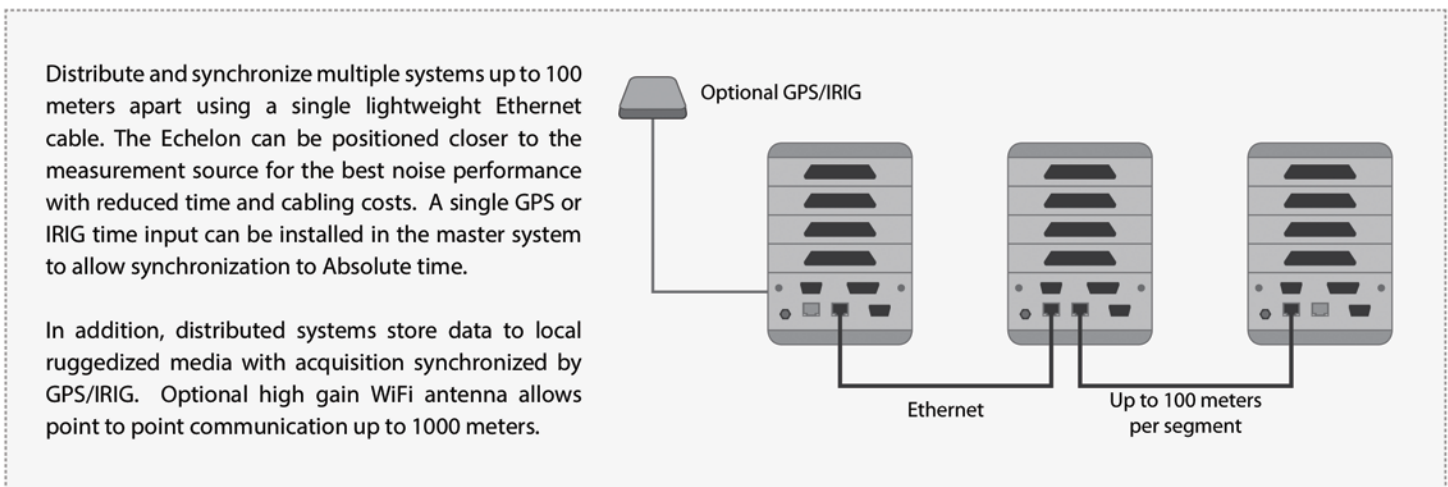 Distribute and synchronize multiple systems up to 100
meters apart using a single lightweight Ethernet
cable. The Echelon can be positioned closer to the
measurement source for the best noise performance
with reduced time and cabling costs. A single GPS or
IRIG time input can be installed in the master system
to allow synchronization to Absolute time.
In addition, distributed systems store data to local
ruggedized media with acquisition synchronized by
GPS/IRIG. Optional high gain WiFi antenna allows
point to point communication up to 1000 meters.
Optional GPS/IRIG
Ethernet
Up to 100 meters
per segment